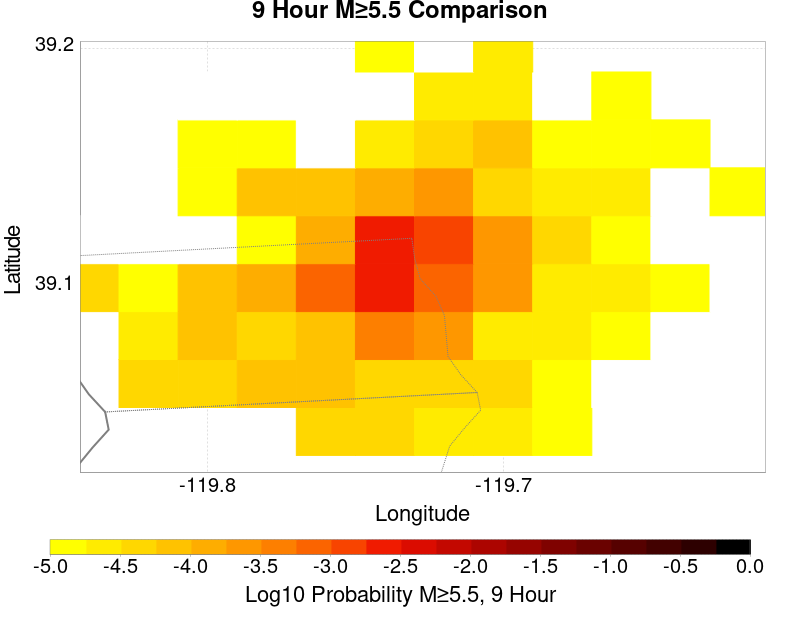 9 Hour M≥5.5 Comparison
39.2
39.1
Latitude
-119.8 -119.7
Longitude
-5.0 -4.5 -4.0 -3.5 -3.0 -2.5 -2.0 -1.5 -1.0 -0.5 0.0
Log10 Probability M≥5.5, 9 Hour